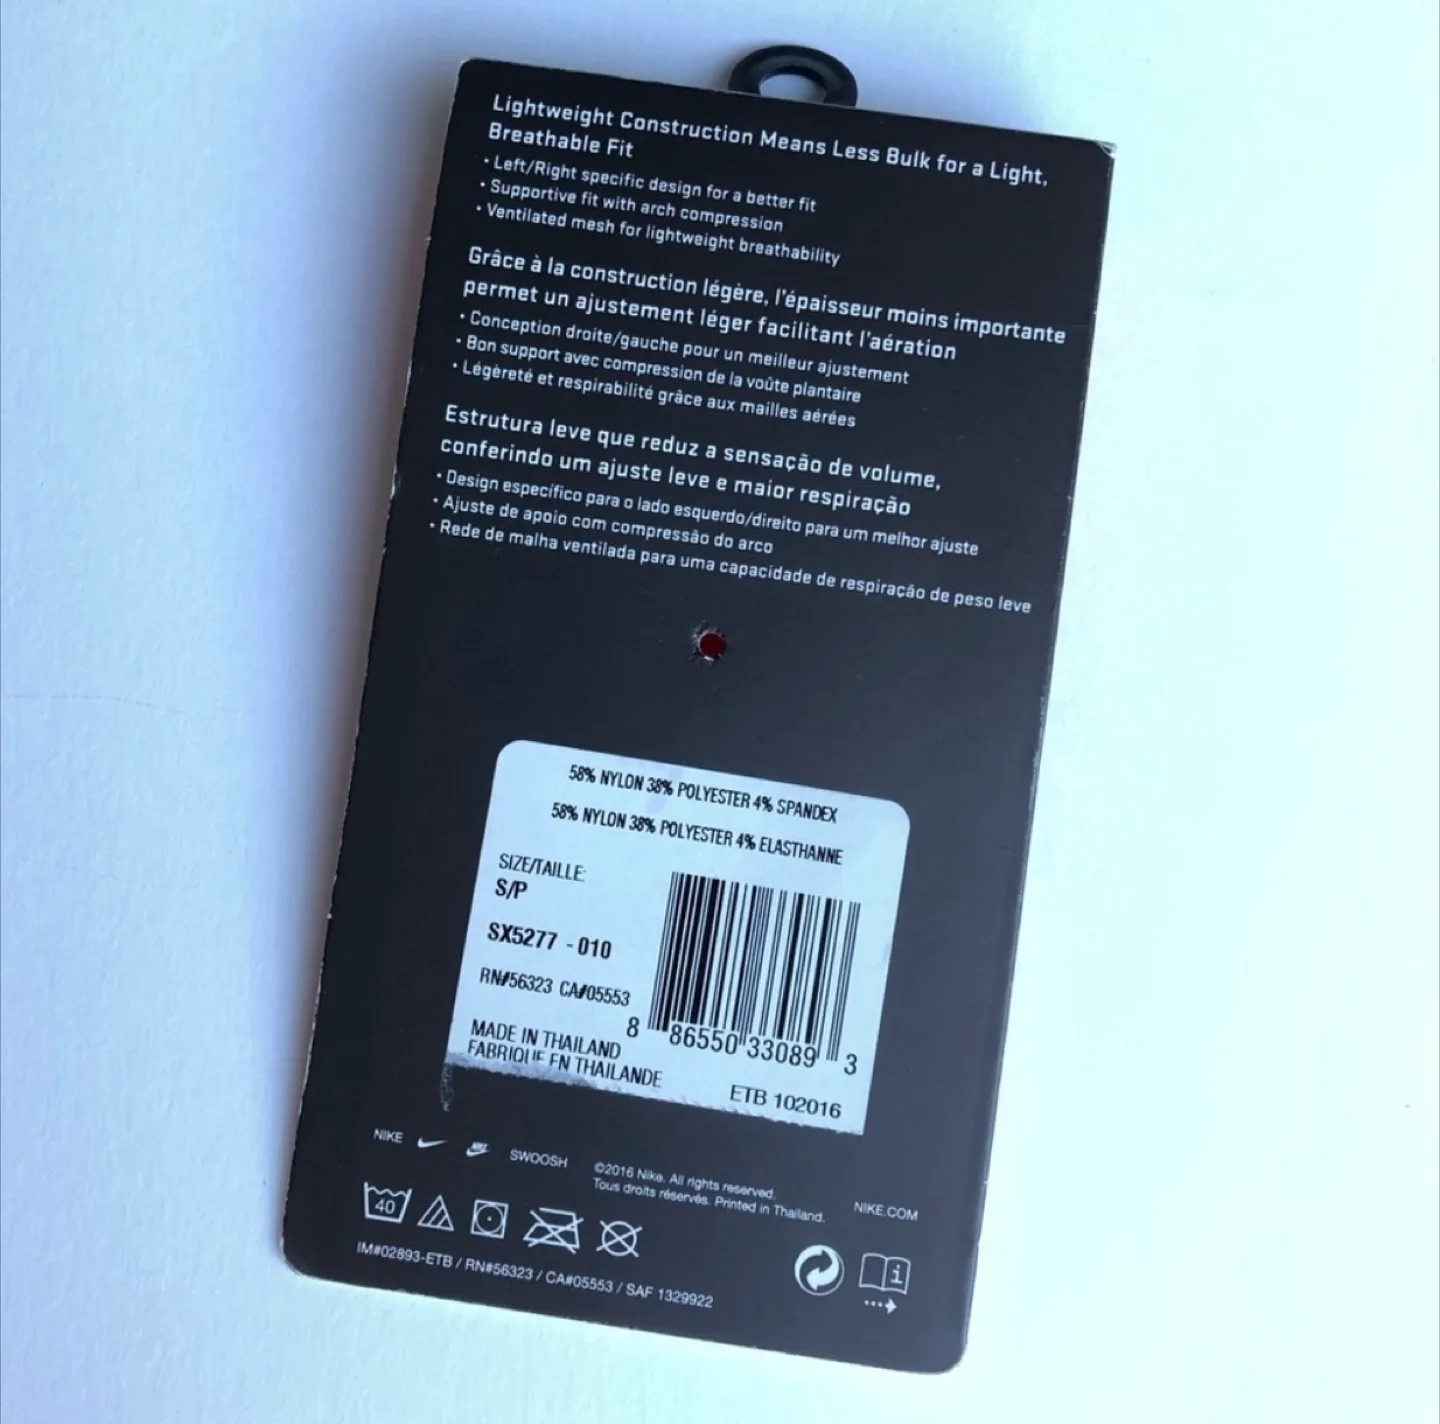 Lightweight Construction Means Less Bulk for a Light,
Breathable Fit
• Left/Right specific design for a better fit
• Supportive fit with arch compression
• Ventilated mesh for lightweight breathability
Grâce à la construction légère, l'épaisseur moins importante
permet un ajustement léger facilitant l'aération
• Conception droite/gauche pour un meilleur ajustement
• Bon support avec compression de la voûte plantaire
• Légèreté et respirabilité grâce aux mailles aérées
Estrutura leve que reduz a sensação de volume,
conferindo um ajuste leve e maior respiração
• Design específico para o lado esquerdo/direito para um melhor ajuste
• Ajuste de apoio com compressão do arco
• Rede de malha ventilada para uma capacidade de respiração de peso leve
58% NYLON 38% POLYESTER 4% SPANDEX
58% NYLON 38% POLYESTER 4% ELASTHANNE
SIZE/TAILLE:
S/P
SX5277 - 010
RN#56323 CA#05553
8 86550 33089 3
MADE IN THAILAND
FABRIQUE EN THAILANDE
ETB 102016
NIKE NIKE SWOOSH ©2016 Nike. All rights reserved.
Tous droits réservés. Printed in Thailand. NIKE.COM
40
i
IM#02893-ETB / RN#56323 / CA#05553 / SAF 1329922